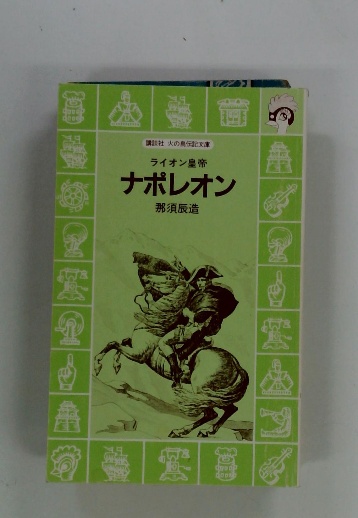 講談社 火の鳥伝記文庫
ライオン皇帝
ナポレオン
那須辰造